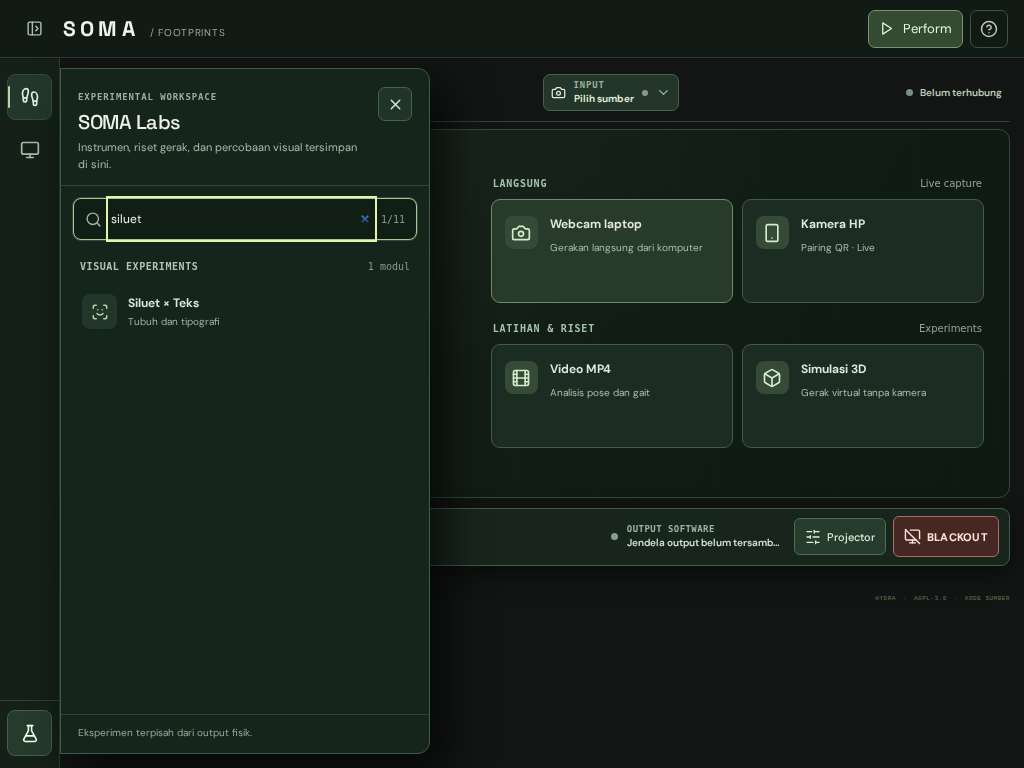 SOMA / FOOTPRINTS
Perform
EXPERIMENTAL WORKSPACE
SOMA Labs
Instrumen, riset gerak, dan percobaan visual tersimpan
di sini.
siluet
1/11
VISUAL EXPERIMENTS
1 modul
Siluet × Teks
Tubuh dan tipografi
Eksperimen terpisah dari output fisik.
INPUT
Pilih sumber
Belum terhubung
LANGSUNG
Live capture
Webcam laptop
Gerakan langsung dari komputer
Kamera HP
Pairing QR · Live
LATIHAN & RISET
Experiments
Video MP4
Analisis pose dan gait
Simulasi 3D
Gerak virtual tanpa kamera
OUTPUT SOFTWARE
Jendela output belum tersamb…
Projector
BLACKOUT
HYDRA · AGPL-3.0 · KODE SUMBER